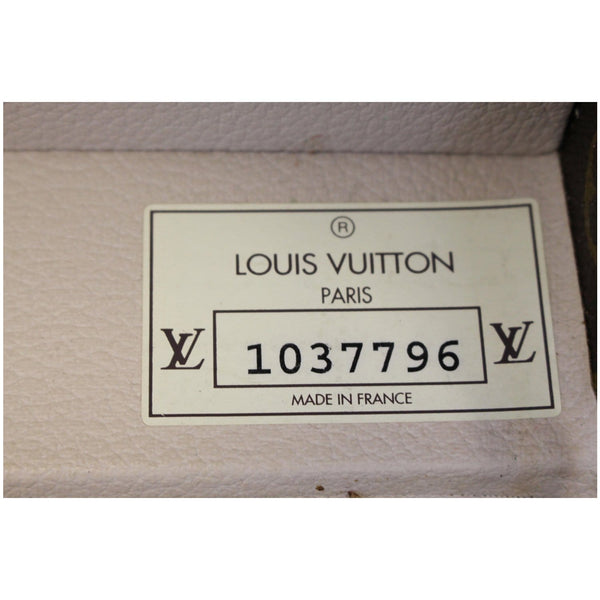 ®
LOUIS VUITTON
PARIS
LV 1037796 LV
MADE IN FRANCE